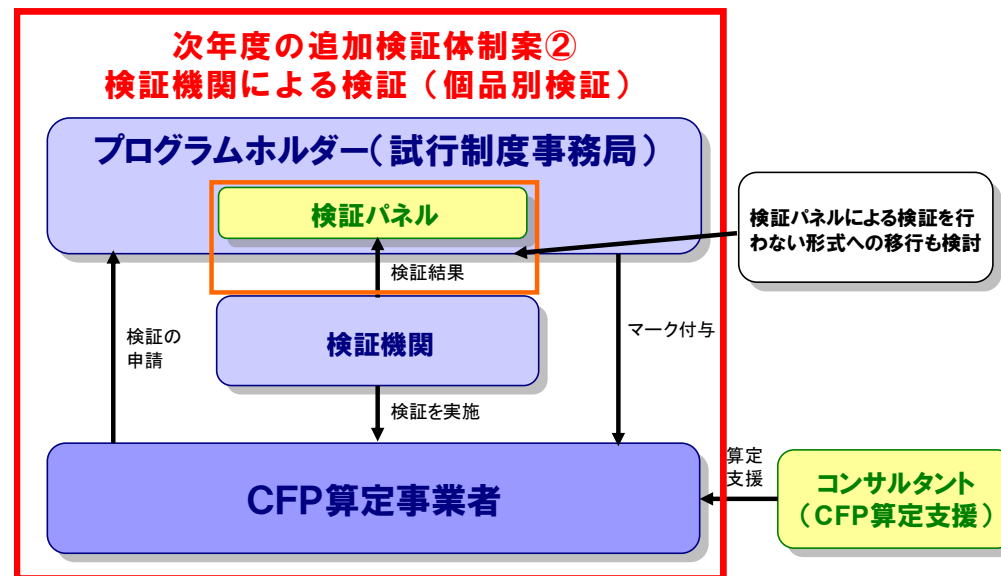 次年度の追加検証体制案②
検証機関による検証（個品別検証）
プログラムホルダー（試行制度事務局）
検証パネル
検証パネルによる検証を行
わない形式への移行も検討
検証結果
検証の
申請
検証機関
マーク付与
検証を実施
算定
支援
CFP算定事業者
コンサルタント
（CFP算定支援）